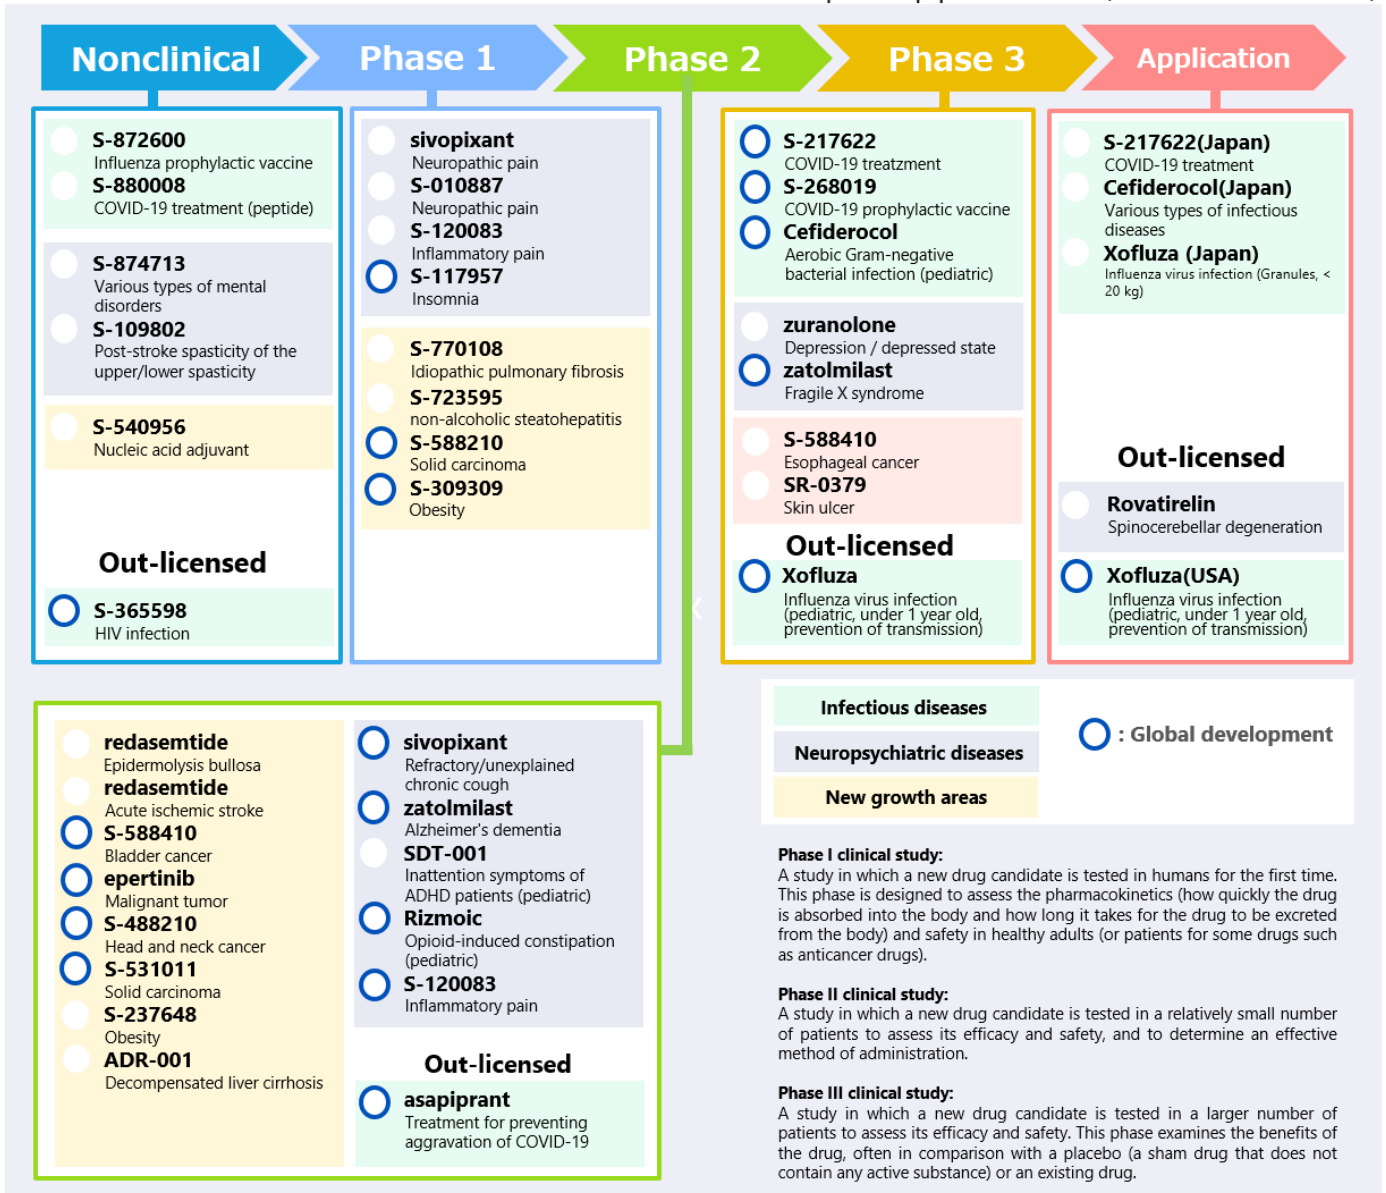 Nonclinical
Phase 1
Phase 2
Phase 3
Application
S-872600
Influenza prophylactic vaccine
S-880008
COVID-19 treatment (peptide)
S-874713
Various types of mental
disorders
S-109802
Post-stroke spasticity of the
upper/lower spasticity
S-540956
Nucleic acid adjuvant
Out-licensed
S-365598
HIV infection
sivopixant
Neuropathic pain
S-010887
Neuropathic pain
S-120083
Inflammatory pain
S-117957
Insomnia
S-770108
Idiopathic pulmonary fibrosis
S-723595
non-alcoholic steatohepatitis
S-588210
Solid carcinoma
S-309309
Obesity
S-217622
COVID-19 treatzment
S-268019
COVID-19 prophylactic vaccine
Cefiderocol
Aerobic Gram-negative
bacterial infection (pediatric)
zuranolone
Depression / depressed state
zatolmilast
Fragile X syndrome
S-588410
Esophageal cancer
SR-0379
Skin ulcer
Out-licensed
Xofluza
Influenza virus infection
(pediatric, under 1 year old,
prevention of transmission)
S-217622(Japan)
COVID-19 treatment
Cefiderocol(Japan)
Various types of infectious
diseases
Xofluza (Japan)
Influenza virus infection (Granules, <
20 kg)
Out-licensed
Rovatirelin
Spinocerebellar degeneration
Xofluza(USA)
Influenza virus infection
(pediatric, under 1 year old,
prevention of transmission)
redasemtide
Epidermolysis bullosa
redasemtide
Acute ischemic stroke
S-588410
Bladder cancer
epertinib
Malignant tumor
S-488210
Head and neck cancer
S-531011
Solid carcinoma
S-237648
Obesity
ADR-001
Decompensated liver cirrhosis
sivopixant
Refractory/unexplained
chronic cough
zatolmilast
Alzheimer's dementia
SDT-001
Inattention symptoms of
ADHD patients (pediatric)
Rizmoic
Opioid-induced constipation
(pediatric)
S-120083
Inflammatory pain
Out-licensed
asapiprant
Treatment for preventing
aggravation of COVID-19
Infectious diseases
Neuropsychiatric diseases
New growth areas
: Global development
Phase I clinical study:
A study in which a new drug candidate is tested in humans for the first time.
This phase is designed to assess the pharmacokinetics (how quickly the drug
is absorbed into the body and how long it takes for the drug to be excreted
from the body) and safety in healthy adults (or patients for some drugs such
as anticancer drugs).
Phase II clinical study:
A study in which a new drug candidate is tested in a relatively small number
of patients to assess its efficacy and safety, and to determine an effective
method of administration.
Phase III clinical study:
A study in which a new drug candidate is tested in a larger number of
patients to assess its efficacy and safety. This phase examines the benefits of
the drug, often in comparison with a placebo (a sham drug that does not
contain any active substance) or an existing drug.